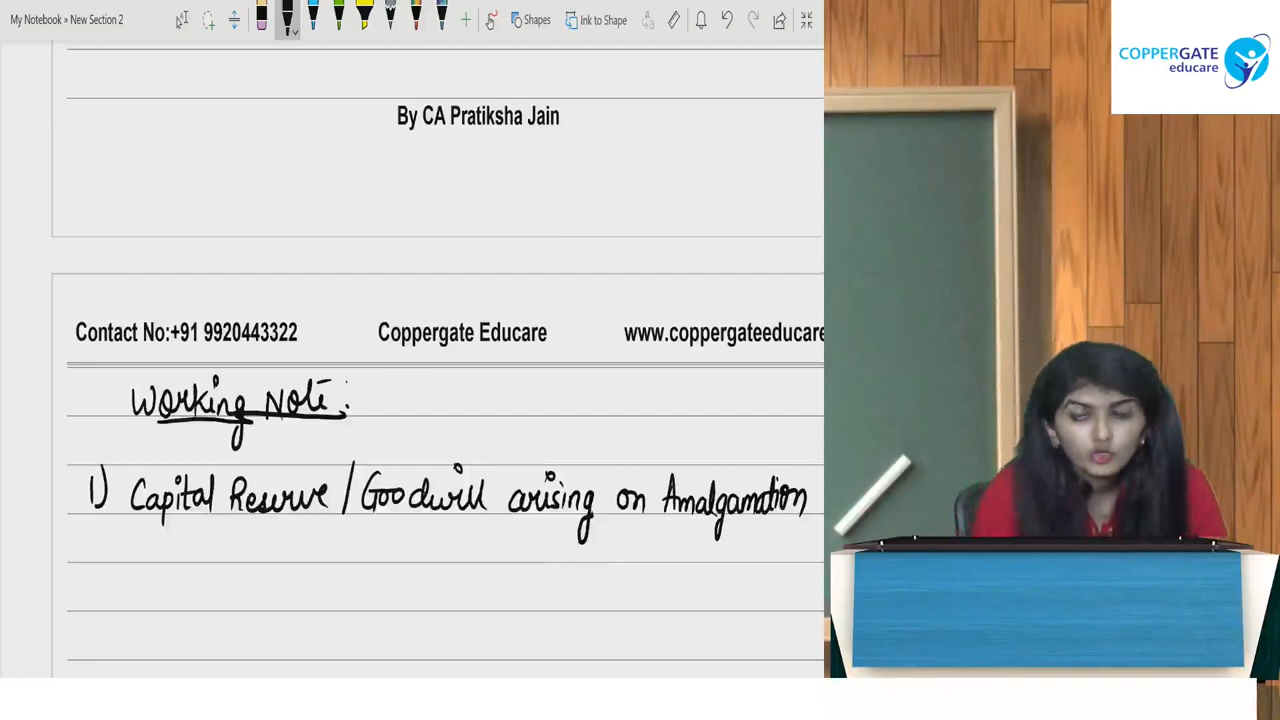 My Notebook » New Section 2
Shapes
Ink to Shape
COPPERGATE
educare
By CA Pratiksha Jain
Contact No:+91 9920443322 Coppergate Educare www.coppergateeducare
Working Note:
1) Capital Reserve / Goodwill arising on Amalgamation